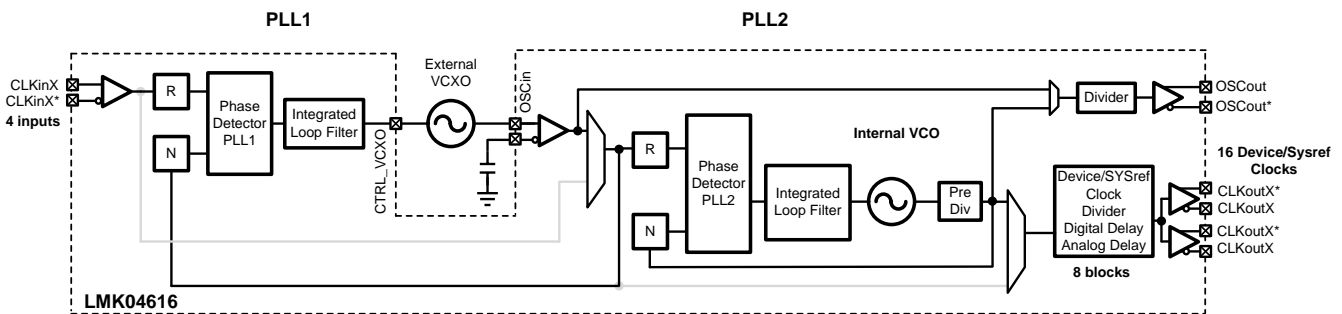 PLL1
PLL2
CLKinX
CLKinX*
4 inputs
R
N
Phase
Detector
PLL1
Integrated
Loop Filter
CTRL_VCXO
External
VCXO
OSCin
R
N
Phase
Detector
PLL2
Integrated
Loop Filter
Internal VCO
Pre
Div
Divider
OSCout
OSCout*
Device/SYSref
Clock
Divider
Digital Delay
Analog Delay
8 blocks
16 Device/Sysref
Clocks
CLKoutX*
CLKoutX
CLKoutX*
CLKoutX
LMK04616